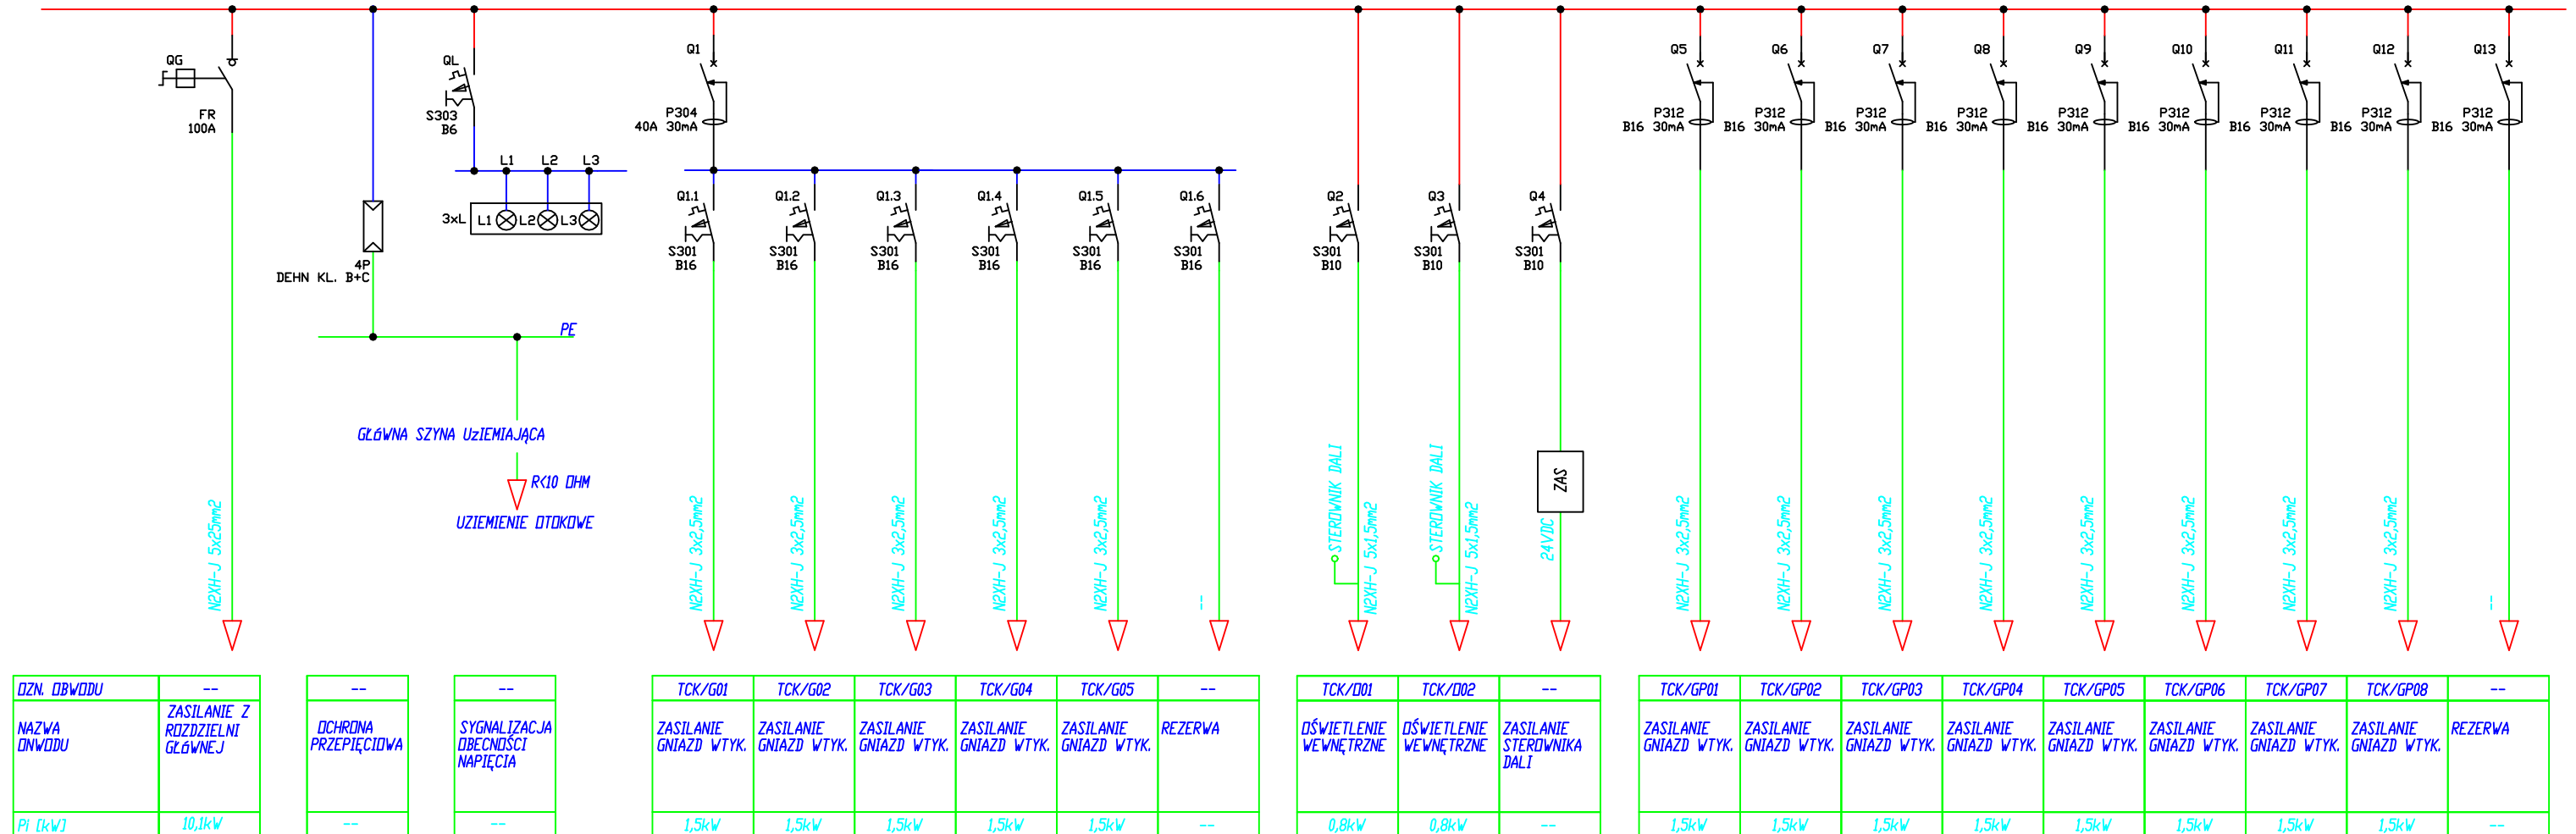 QG
FR
100A
4P
DEHN KL. B+C
QL
S303
B6
L1 L2 L3
3xL L1 L2 L3
PE
GŁÓWNA SZYNA UzIEMIAJĄCA
R<10 OHM
UZIEMIENIE OTOKOWE
N2XH-J 5x25mm2
Q1
P304
40A 30mA
Q1.1
S301
B16
N2XH-J 3x2,5mm2
Q1.2
S301
B16
N2XH-J 3x2,5mm2
Q1.3
S301
B16
N2XH-J 3x2,5mm2
Q1.4
S301
B16
N2XH-J 3x2,5mm2
Q1.5
S301
B16
N2XH-J 3x2,5mm2
Q1.6
S301
B16
--
Q2
S301
B10
STEROWNIK DALI
N2XH-J 5x1,5mm2
Q3
S301
B10
STEROWNIK DALI
N2XH-J 5x1,5mm2
Q4
S301
B10
ZAS
24VDC
Q5
P312
B16 30mA
N2XH-J 3x2,5mm2
Q6
P312
B16 30mA
N2XH-J 3x2,5mm2
Q7
P312
B16 30mA
N2XH-J 3x2,5mm2
Q8
P312
B16 30mA
N2XH-J 3x2,5mm2
Q9
P312
B16 30mA
N2XH-J 3x2,5mm2
Q10
P312
B16 30mA
N2XH-J 3x2,5mm2
Q11
P312
B16 30mA
N2XH-J 3x2,5mm2
Q12
P312
B16 30mA
N2XH-J 3x2,5mm2
Q13
P312
B16 30mA
--
OZN. OBWODU
NAZWA
ONWODU
Pi [kW]
--
ZASILANIE Z
ROZDZIELNI
GŁÓWNEJ
10,1kW
--
OCHRONA
PRZEPIĘCIOWA
--
--
SYGNALIZACJA
OBECNOŚCI
NAPIĘCIA
--
TCK/G01
ZASILANIE
GNIAZD WTYK.
1,5kW
TCK/G02
ZASILANIE
GNIAZD WTYK.
1,5kW
TCK/G03
ZASILANIE
GNIAZD WTYK.
1,5kW
TCK/G04
ZASILANIE
GNIAZD WTYK.
1,5kW
TCK/G05
ZASILANIE
GNIAZD WTYK.
1,5kW
--
REZERWA
--
TCK/O01
OŚWIETLENIE
WEWNĘTRZNE
0,8kW
TCK/O02
OŚWIETLENIE
WEWNĘTRZNE
0,8kW
--
ZASILANIE
STEROWNIKA
DALI
--
TCK/GP01
ZASILANIE
GNIAZD WTYK.
1,5kW
TCK/GP02
ZASILANIE
GNIAZD WTYK.
1,5kW
TCK/GP03
ZASILANIE
GNIAZD WTYK.
1,5kW
TCK/GP04
ZASILANIE
GNIAZD WTYK.
1,5kW
TCK/GP05
ZASILANIE
GNIAZD WTYK.
1,5kW
TCK/GP06
ZASILANIE
GNIAZD WTYK.
1,5kW
TCK/GP07
ZASILANIE
GNIAZD WTYK.
1,5kW
TCK/GP08
ZASILANIE
GNIAZD WTYK.
1,5kW
--
REZERWA
--